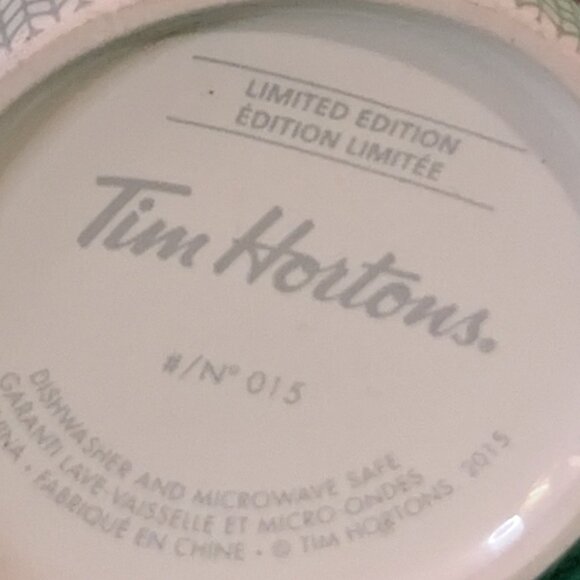 LIMITED EDITION
ÉDITION LIMITÉE
Tim Hortons.
#/Nº 015
DISHWASHER AND MICROWAVE SAFE
GARANTI LAVE-VAISSELLE ET MICRO-ONDES
• FABRIQUÉ EN CHINE • © TIM HORTONS 2015